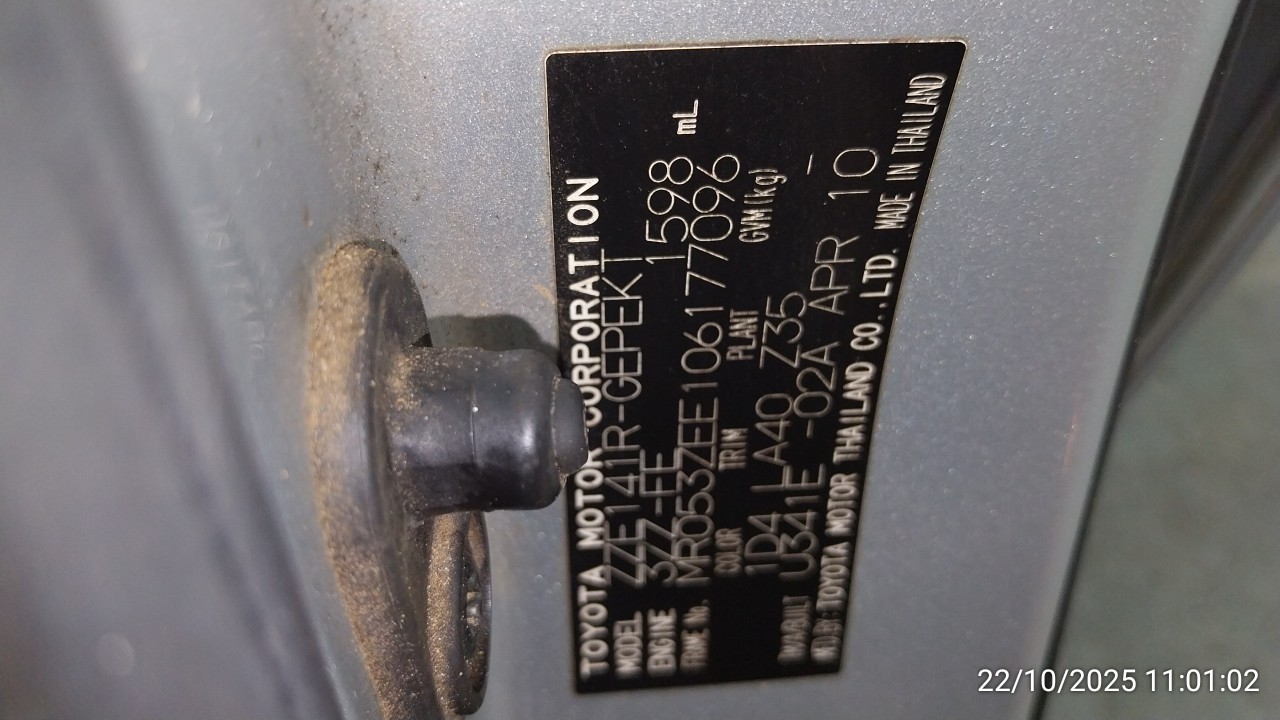 TOYOTA MOTOR CORPORATION
MODEL ZZE141R-GEPEKT
ENGINE 3ZZ-FE 1598 mL
FRAME No. MR053ZEE106177096
COLOR TRIM PLANT GVM(kg)
1D4 LA40 Z35 -
U341E -02A APR 10
MFD.BY: TOYOTA MOTOR THAILAND CO.,LTD. MADE IN THAILAND
22/10/2025 11:01:02